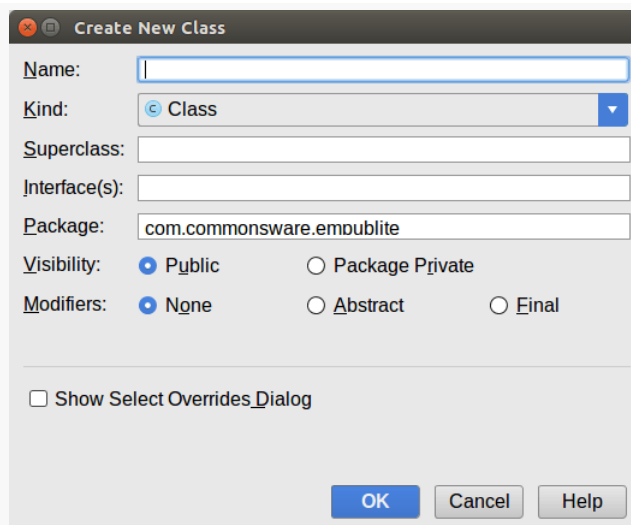 Create New Class
Name:
Kind: C Class
Superclass:
Interface(s):
Package: com.commonsware.empublite
Visibility: Public Package Private
Modifiers: None Abstract Final
Show Select Overrides Dialog
OK Cancel Help